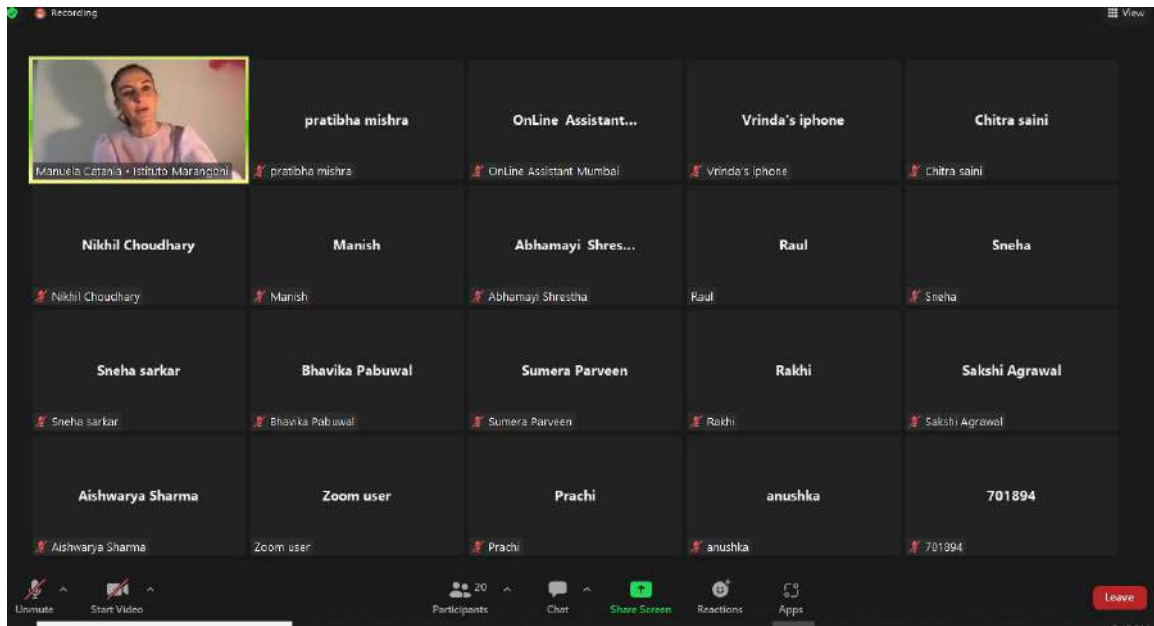 Recording
View
pratibha mishra
OnLine Assistant...
Vrinda's iphone
Chitra saini
Manuela Catania • Istituto Marangoni
pratibha mishra
OnLine Assistant Mumbai
Vrinda's iphone
Chitra saini
Nikhil Choudhary
Manish
Abhamayi Shres...
Raul
Sneha
Nikhil Choudhary
Manish
Abhamayi Shrestha
Raul
Sneha
Sneha sarkar
Bhavika Pabuwal
Sumera Parveen
Rakhi
Sakshi Agrawal
Sneha sarkar
Bhavika Pabuwal
Sumera Parveen
Rakhi
Sakshi Agrawal
Aishwarya Sharma
Zoom user
Prachi
anushka
701894
Aishwarya Sharma
Zoom user
Prachi
anushka
701894
20
Unmute
Start Video
Participants
Chat
Share Screen
Reactions
Apps
Leave